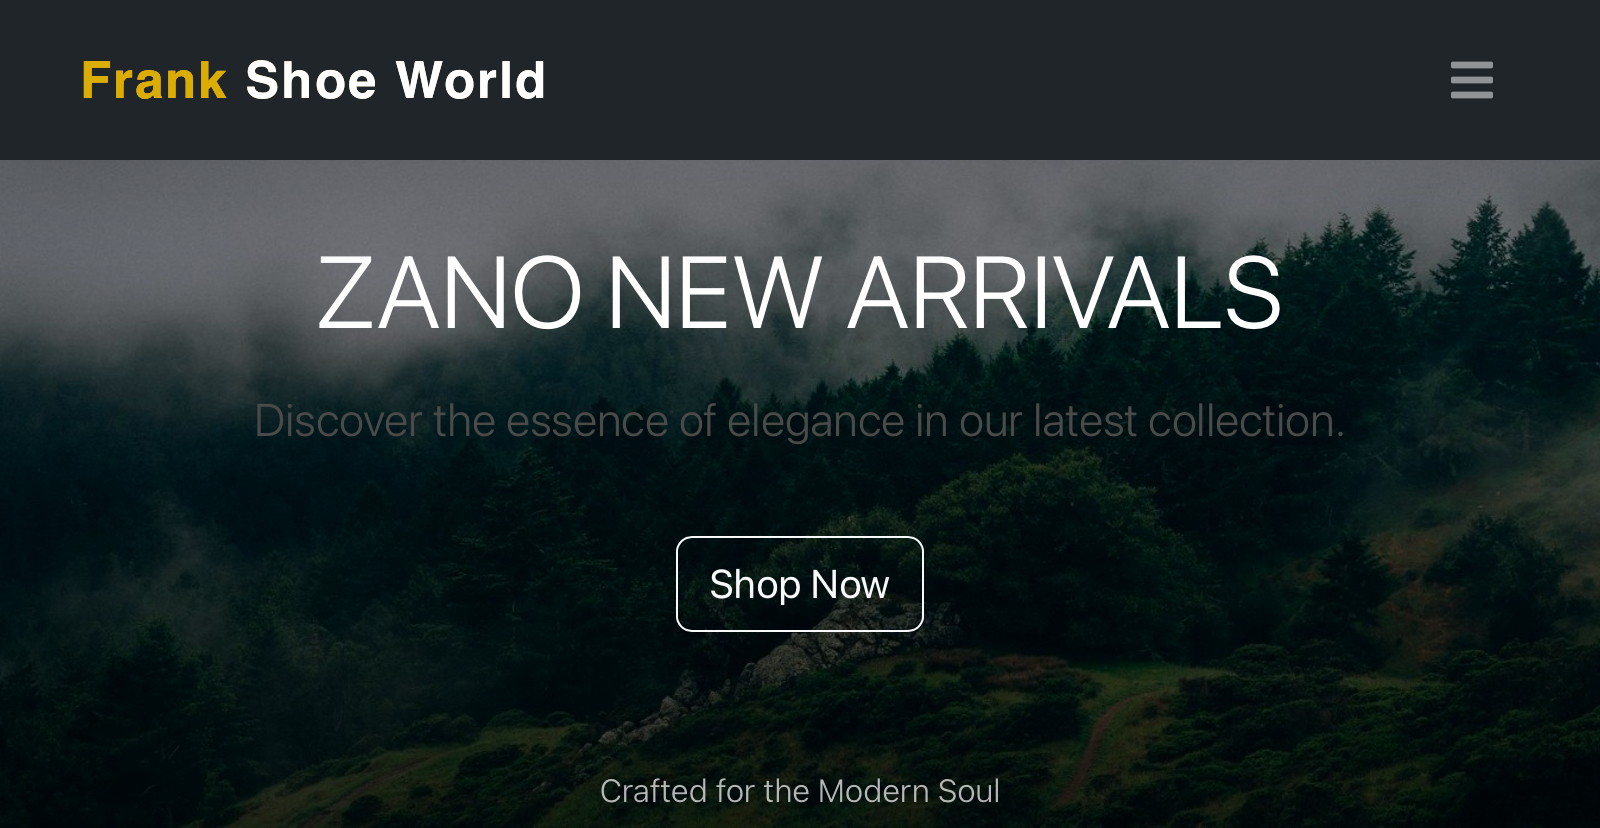 Frank Shoe World
ZANO NEW ARRIVALS
Discover the essence of elegance in our latest collection.
Shop Now
Crafted for the Modern Soul